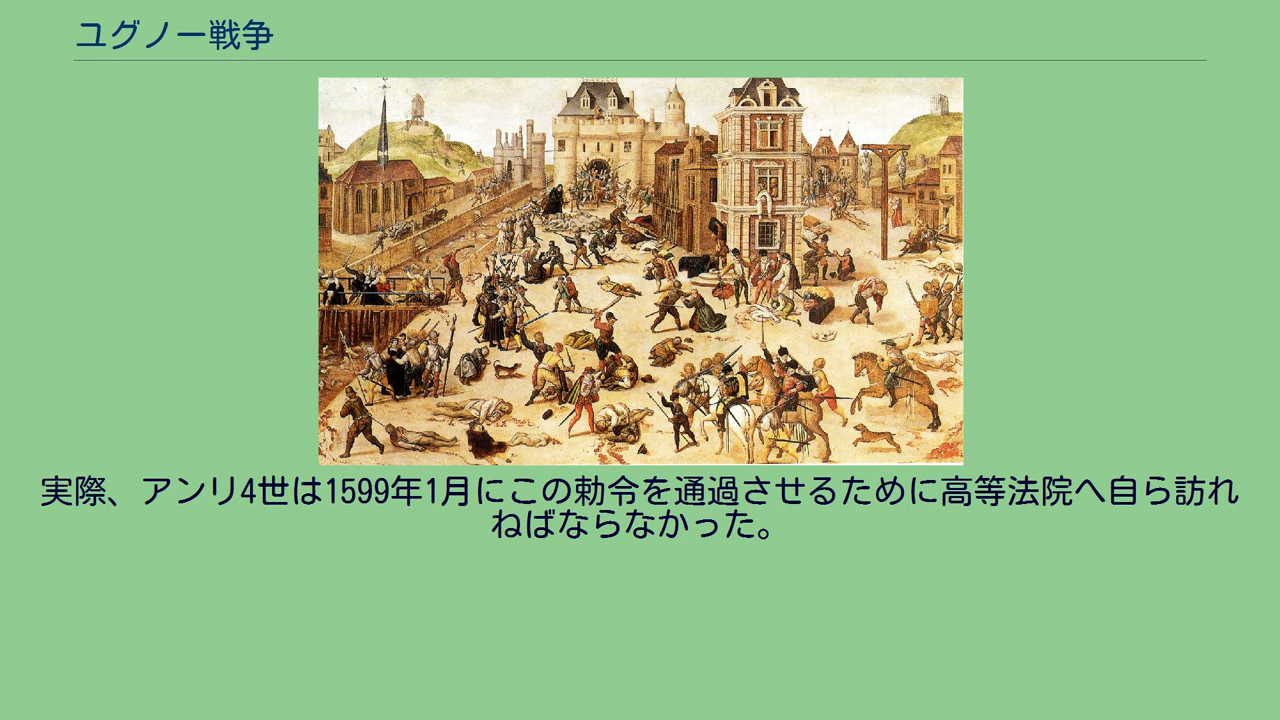 ユグノー戦争
実際、アンリ4世は1599年1月にこの勅令を通過させるために高等法院へ自ら訪れ
ねばならなかった。